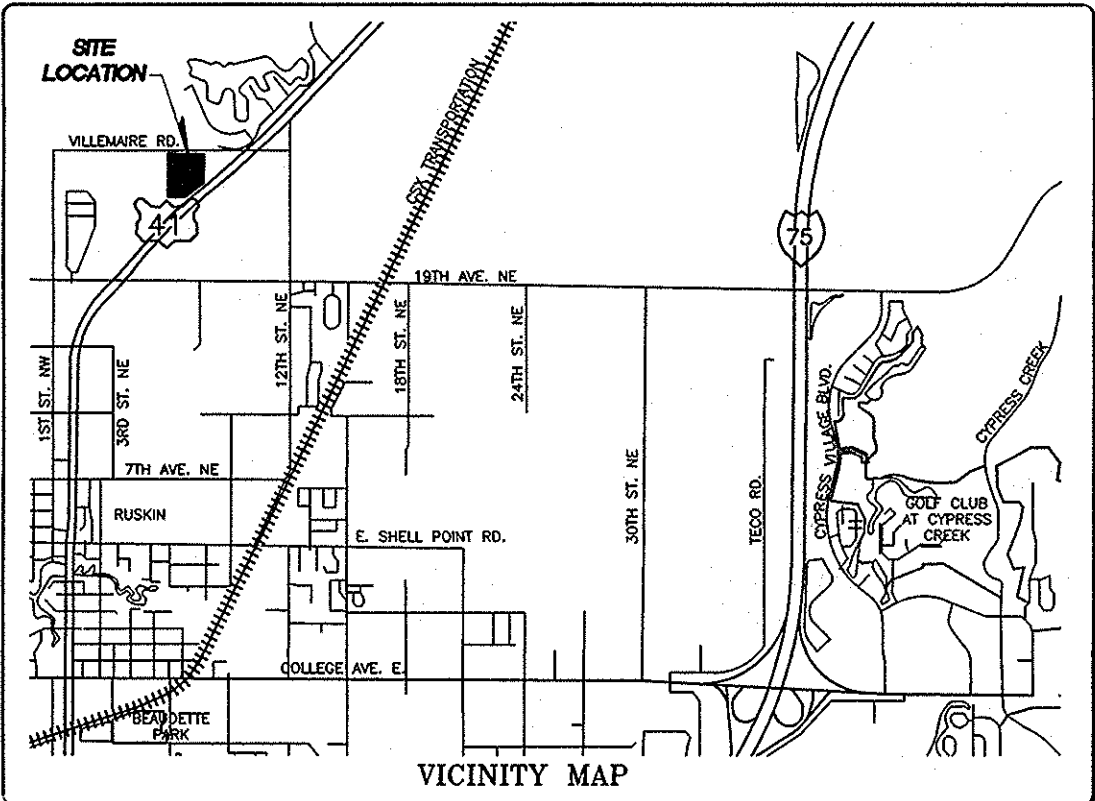 SITE
LOCATION
VILLEMAIRE RD.
41
CSX TRANSPORTATION
75
19TH AVE. NE
1ST ST. NW
3RD ST. NE
12TH ST. NE
18TH ST. NE
24TH ST. NE
30TH ST. NE
TECO RD.
CYPRESS VILLAGE BLVD.
CYPRESS CREEK
7TH AVE. NE
RUSKIN
E. SHELL POINT RD.
GOLF CLUB
AT CYPRESS
CREEK
COLLEGE AVE. E.
BEAUDETTE
PARK
VICINITY MAP